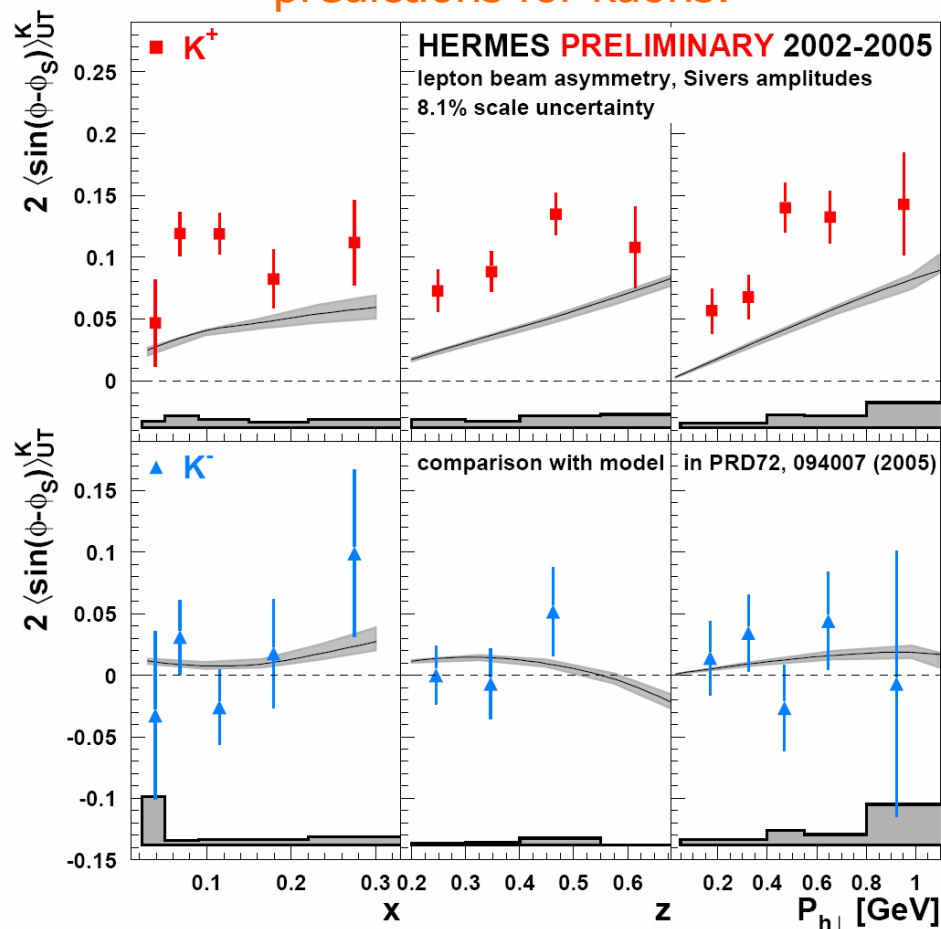 predictions for kaons:
2 ⟨sin(ϕ-ϕS)⟩ᴷUT
K+
HERMES PRELIMINARY 2002-2005
lepton beam asymmetry, Sivers amplitudes
8.1% scale uncertainty
0.25
0.2
0.15
0.1
0.05
0
2 ⟨sin(ϕ-ϕS)⟩ᴷUT
K-
comparison with model
in PRD72, 094007 (2005)
0.15
0.1
0.05
0
-0.05
-0.1
-0.15
0.1 0.2 0.3 0.2 0.3 0.4 0.5 0.6 0.2 0.4 0.6 0.8 1
x z Ph⊥ [GeV]